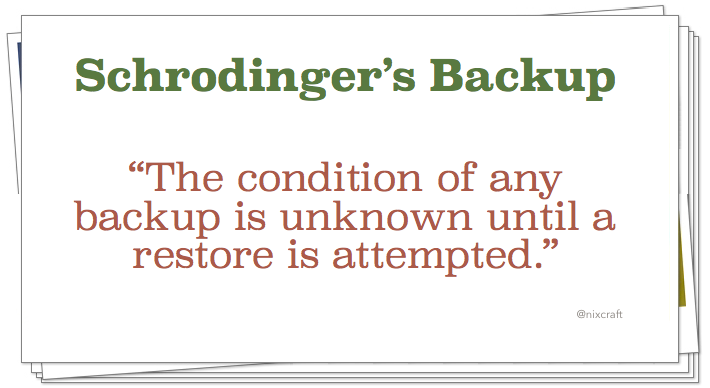 Schrodinger’s Backup
“The condition of any
backup is unknown until a
restore is attempted.”
@nixcraft